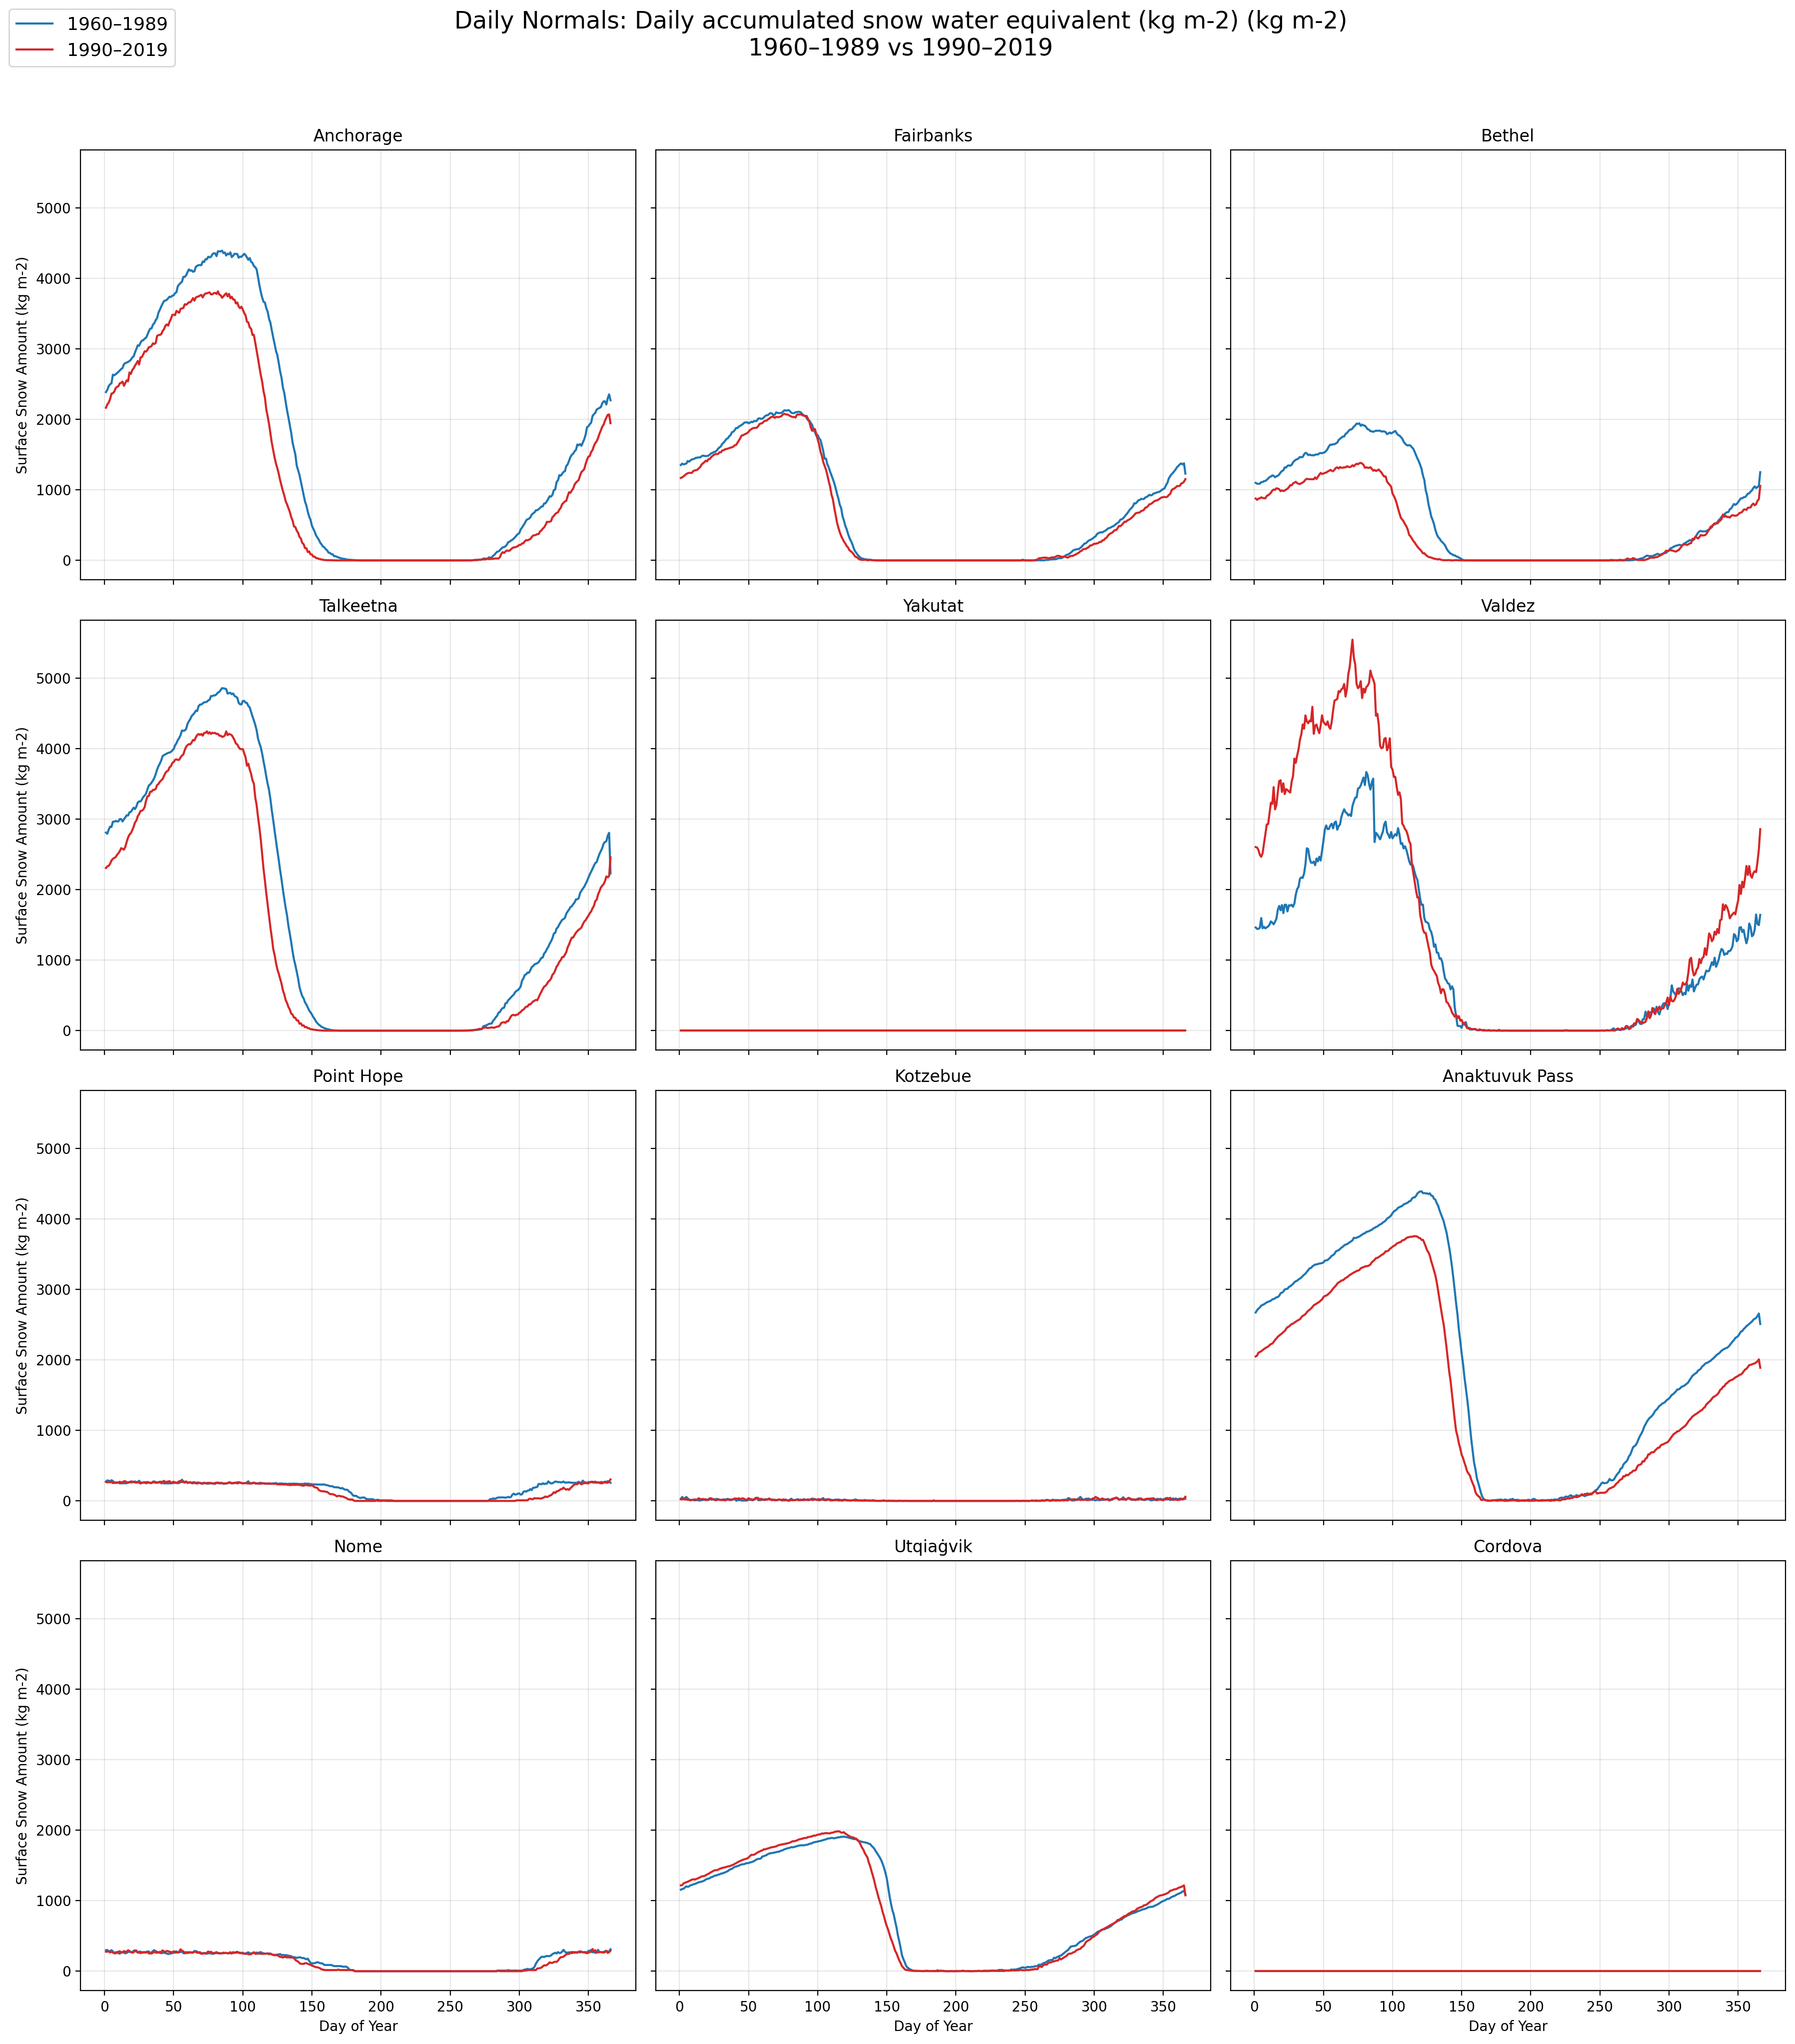 1960–1989
1990–2019
Daily Normals: Daily accumulated snow water equivalent (kg m-2) (kg m-2)
1960–1989 vs 1990–2019
Anchorage
Fairbanks
Bethel
Surface Snow Amount (kg m-2)
5000
4000
3000
2000
1000
0
Talkeetna
Yakutat
Valdez
Surface Snow Amount (kg m-2)
5000
4000
3000
2000
1000
0
Point Hope
Kotzebue
Anaktuvuk Pass
Surface Snow Amount (kg m-2)
5000
4000
3000
2000
1000
0
Nome
Utqiaġvik
Cordova
Surface Snow Amount (kg m-2)
5000
4000
3000
2000
1000
0
0 50 100 150 200 250 300 350
0 50 100 150 200 250 300 350
0 50 100 150 200 250 300 350
Day of Year
Day of Year
Day of Year